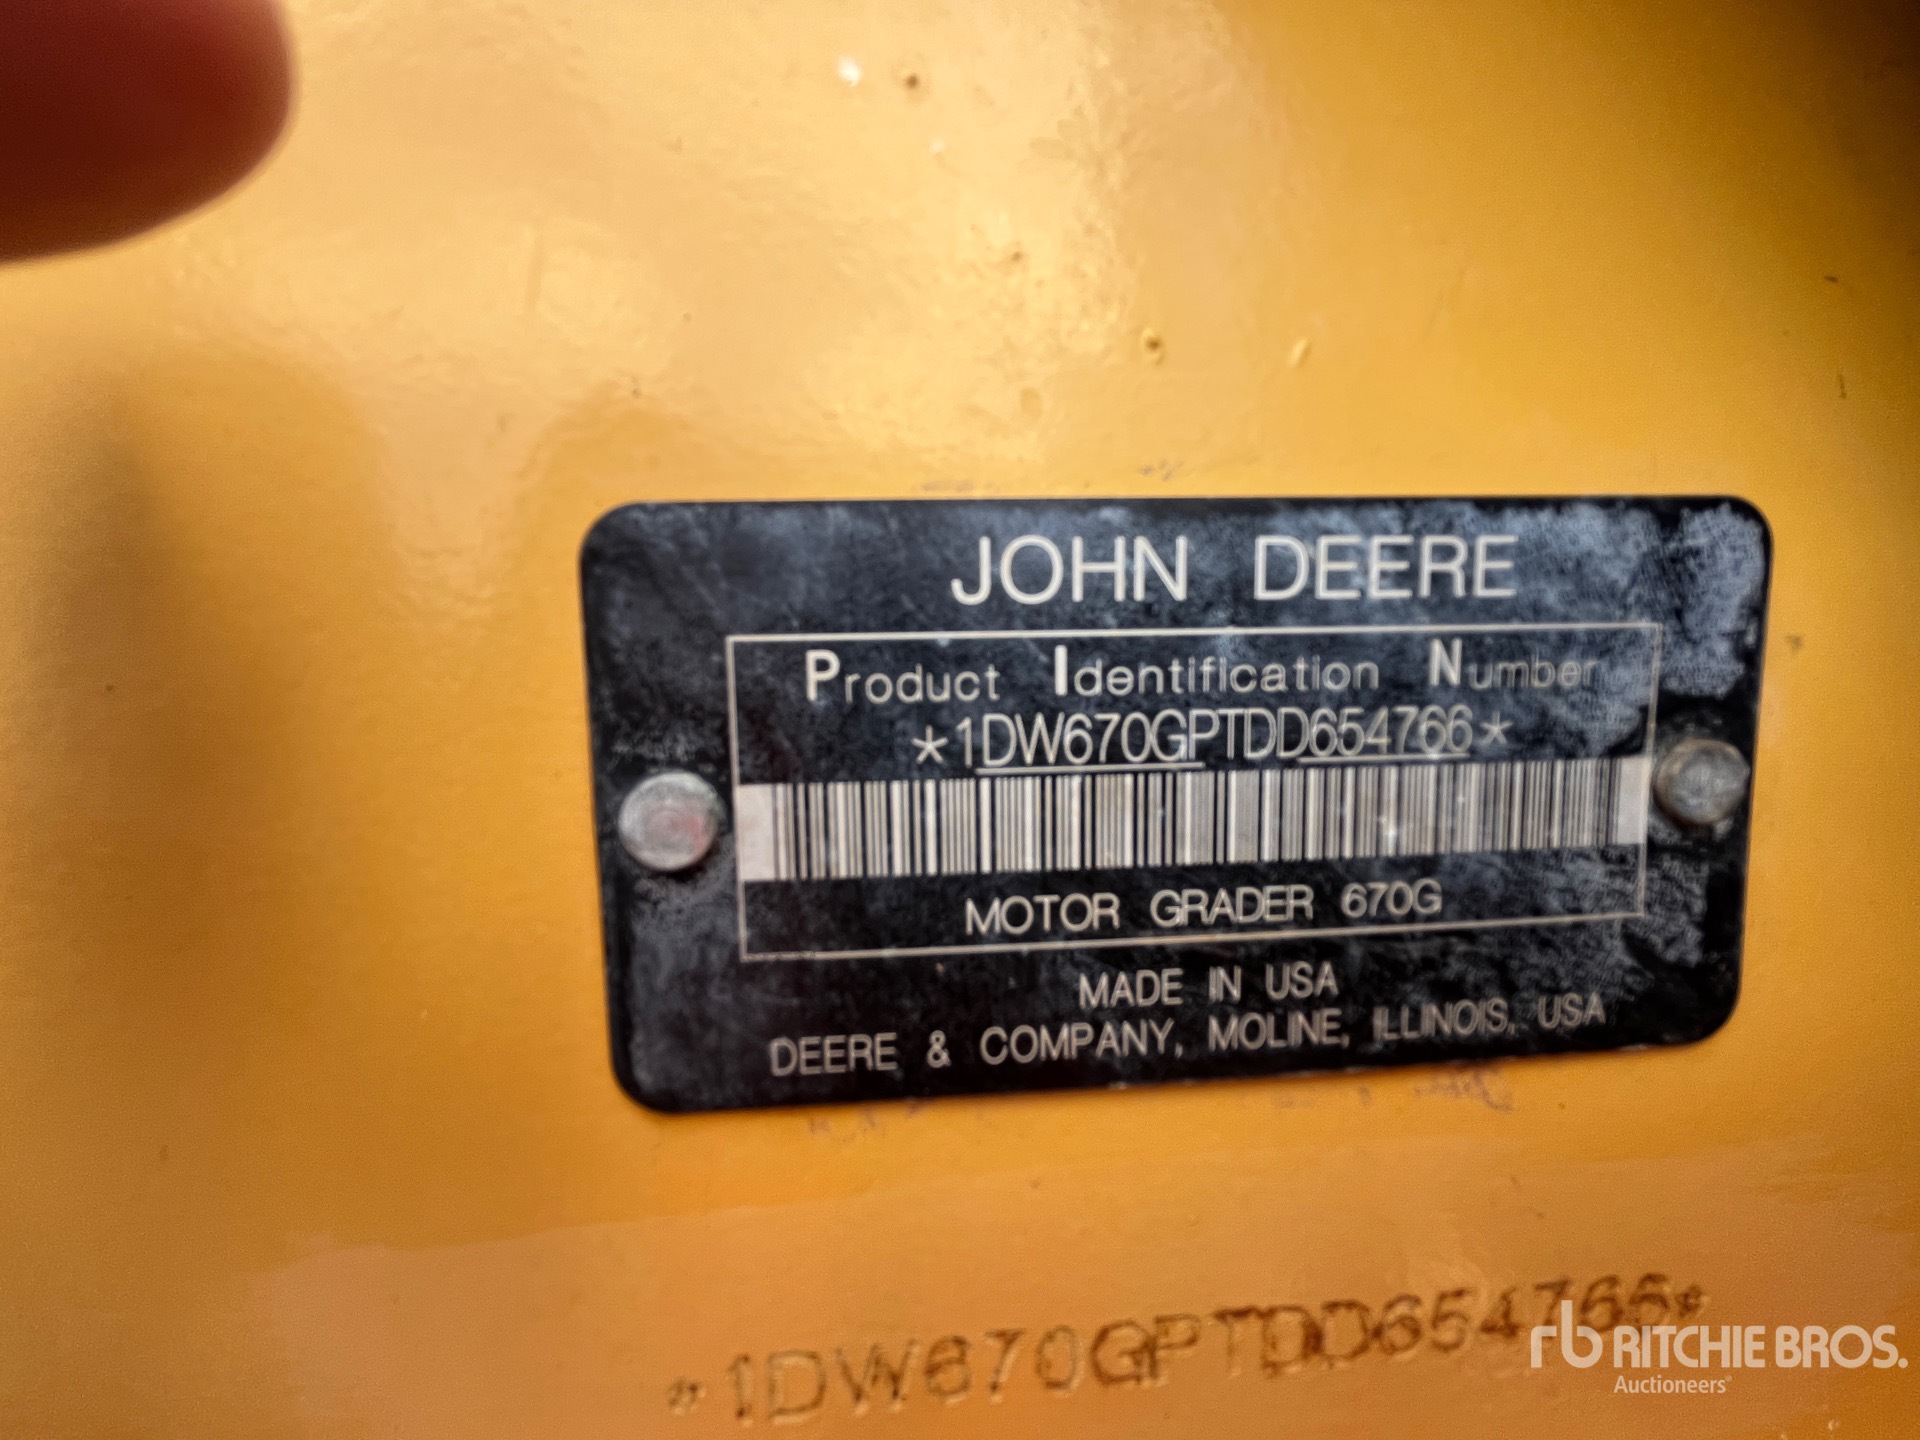 JOHN DEERE
Product Identification Number
*1DW670GPTDD654766*
MOTOR GRADER 670G
MADE IN USA
DEERE & COMPANY, MOLINE, ILLINOIS, USA
*1DW670GPTDD654766*
rb RITCHIE BROS.
Auctioneers